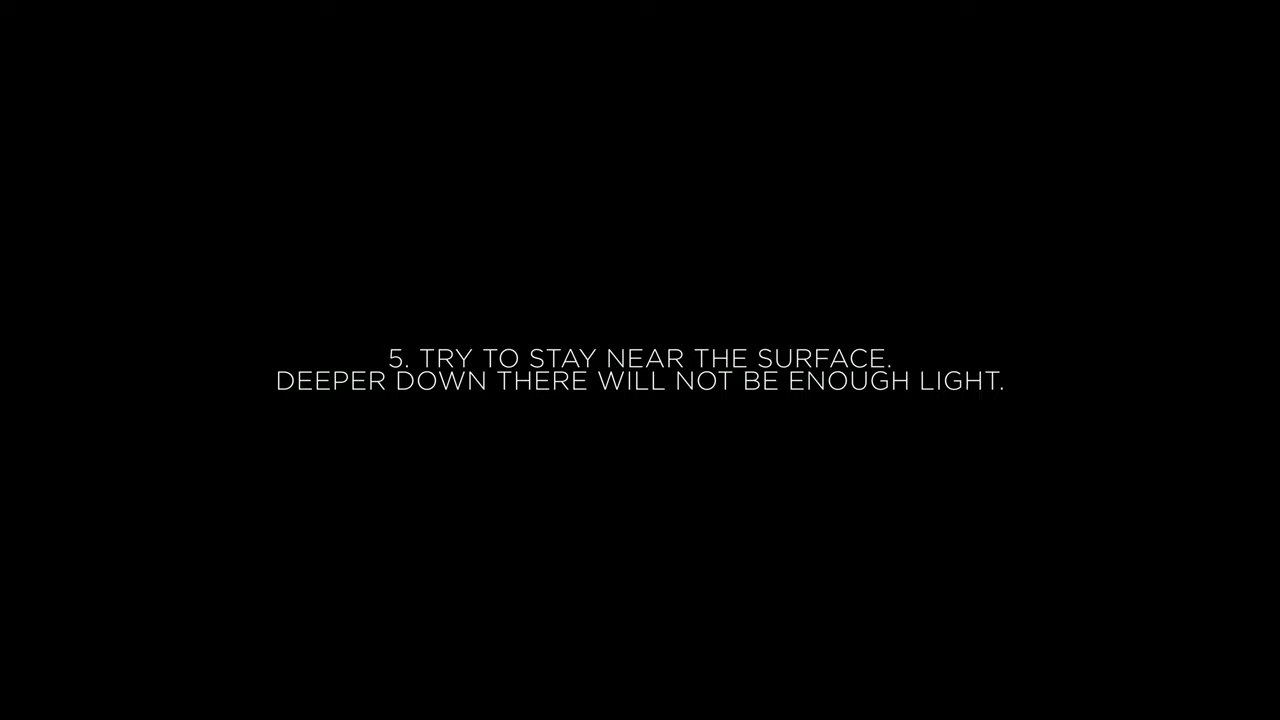 5. TRY TO STAY NEAR THE SURFACE.
DEEPER DOWN THERE WILL NOT BE ENOUGH LIGHT.